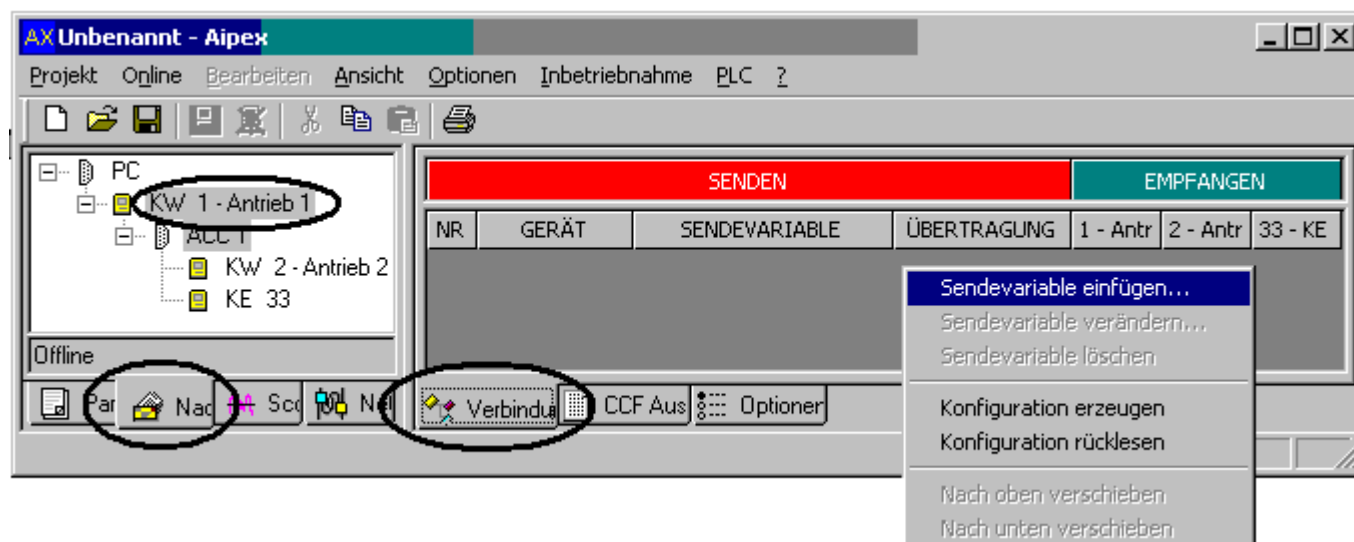 AX Unbenannt - Aipex
Projekt Online Bearbeiten Ansicht Optionen Inbetriebnahme PLC ?
PC
KW 1 - Antrieb 1
ACC 1
KW 2 - Antrieb 2
KE 33
Offline
SENDEN EMPFANGEN
NR GERÄT SENDEVARIABLE ÜBERTRAGUNG 1 - Antr 2 - Antr 33 - KE
Sendevariable einfügen...
Sendevariable verändern...
Sendevariable löschen
Konfiguration erzeugen
Konfiguration rücklesen
Nach oben verschieben
Nach unten verschieben
Par Nac Sco Ne Verbindu CCF Aus Optionen